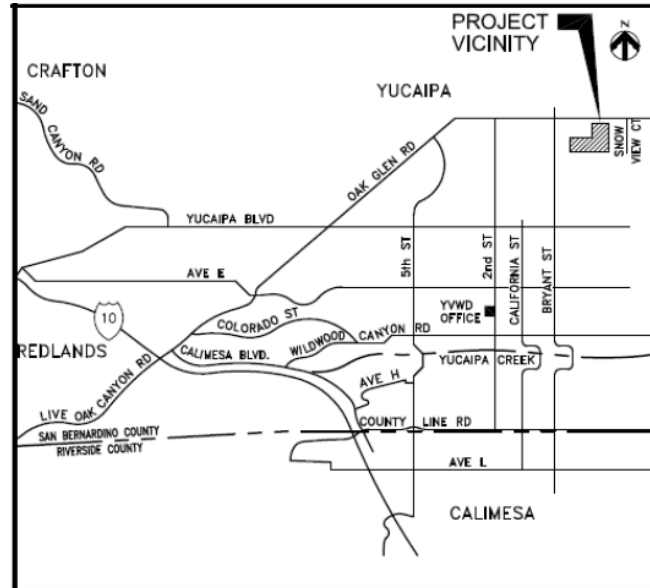 PROJECT
VICINITY
N
CRAFTON
YUCAIPA
SAND
CANYON RD
SNOW
VIEW CT
OAK GLEN RD
YUCAIPA BLVD
5th ST
2nd ST
CALIFORNIA ST
BRYANT ST
AVE E
YVWD
OFFICE
10
COLORADO ST
WILDWOOD
CANYON RD
REDLANDS
CALIMESA BLVD.
YUCAIPA CREEK
AVE H
LIVE OAK CANYON RD
COUNTY LINE RD
SAN BERNARDINO COUNTY
RIVERSIDE COUNTY
AVE L
CALIMESA